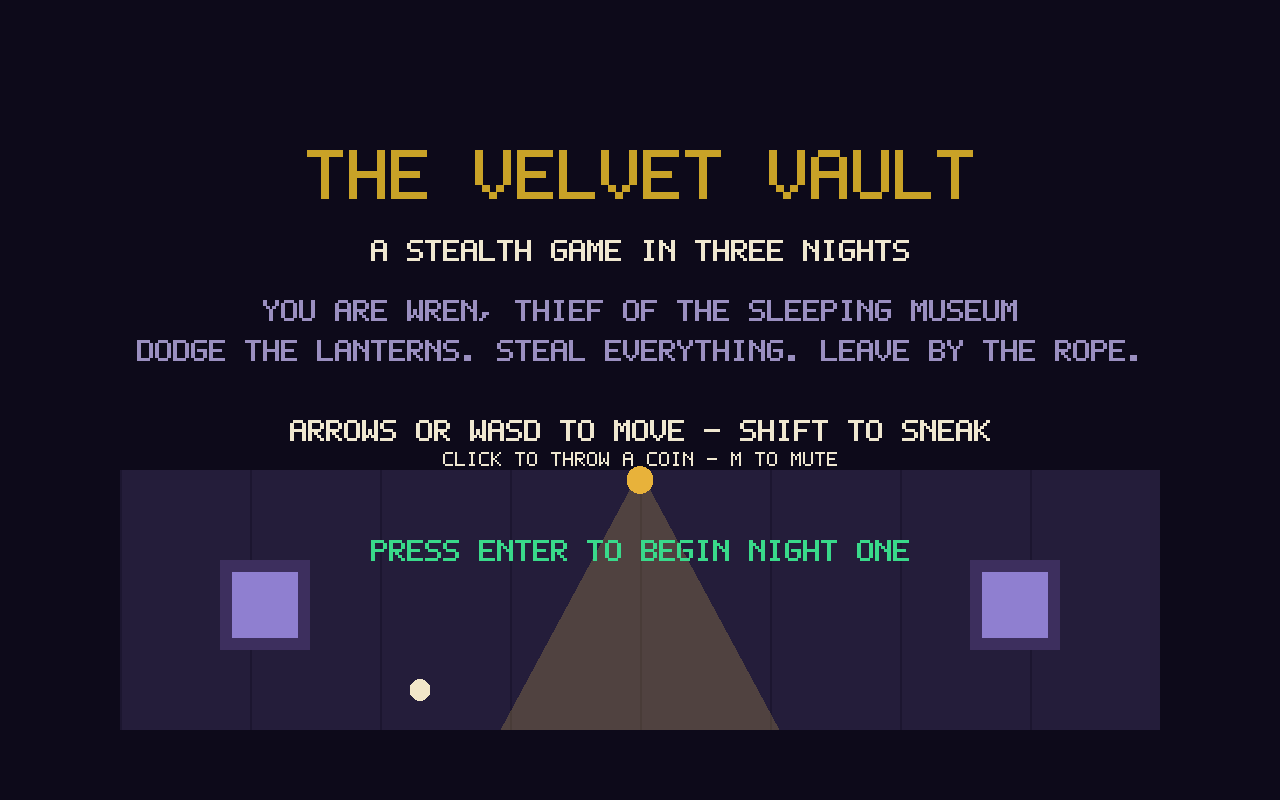 THE VELVET VAULT
A STEALTH GAME IN THREE NIGHTS
YOU ARE WREN, THIEF OF THE SLEEPING MUSEUM
DODGE THE LANTERNS. STEAL EVERYTHING. LEAVE BY THE ROPE.
ARROWS OR WASD TO MOVE – SHIFT TO SNEAK
CLICK TO THROW A COIN – M TO MUTE
PRESS ENTER TO BEGIN NIGHT ONE